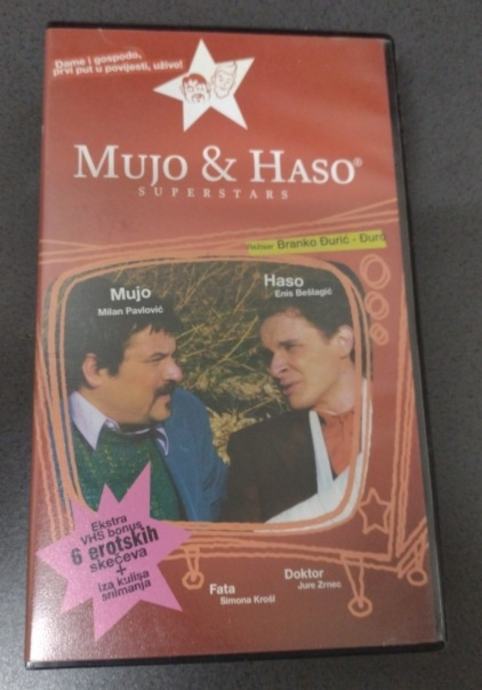 Dame i gospodo,
prvi put u povijesti, uživo!
MUJO & HASO®
SUPERSTARS
Režiser Branko Đurić - Đuro
Mujo
Milan Pavlović
Haso
Enis Bešlagić
Ekstra
VHS bonus
6 erotskih
skečeva
+
iza kulisa
snimanja
Fata
Simona Krošl
Doktor
Jure Zrnec